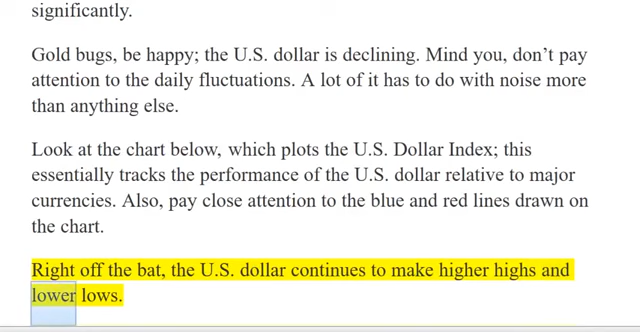 significantly.
Gold bugs, be happy; the U.S. dollar is declining. Mind you, don’t pay
attention to the daily fluctuations. A lot of it has to do with noise more
than anything else.
Look at the chart below, which plots the U.S. Dollar Index; this
essentially tracks the performance of the U.S. dollar relative to major
currencies. Also, pay close attention to the blue and red lines drawn on
the chart.
Right off the bat, the U.S. dollar continues to make higher highs and
lower lows.